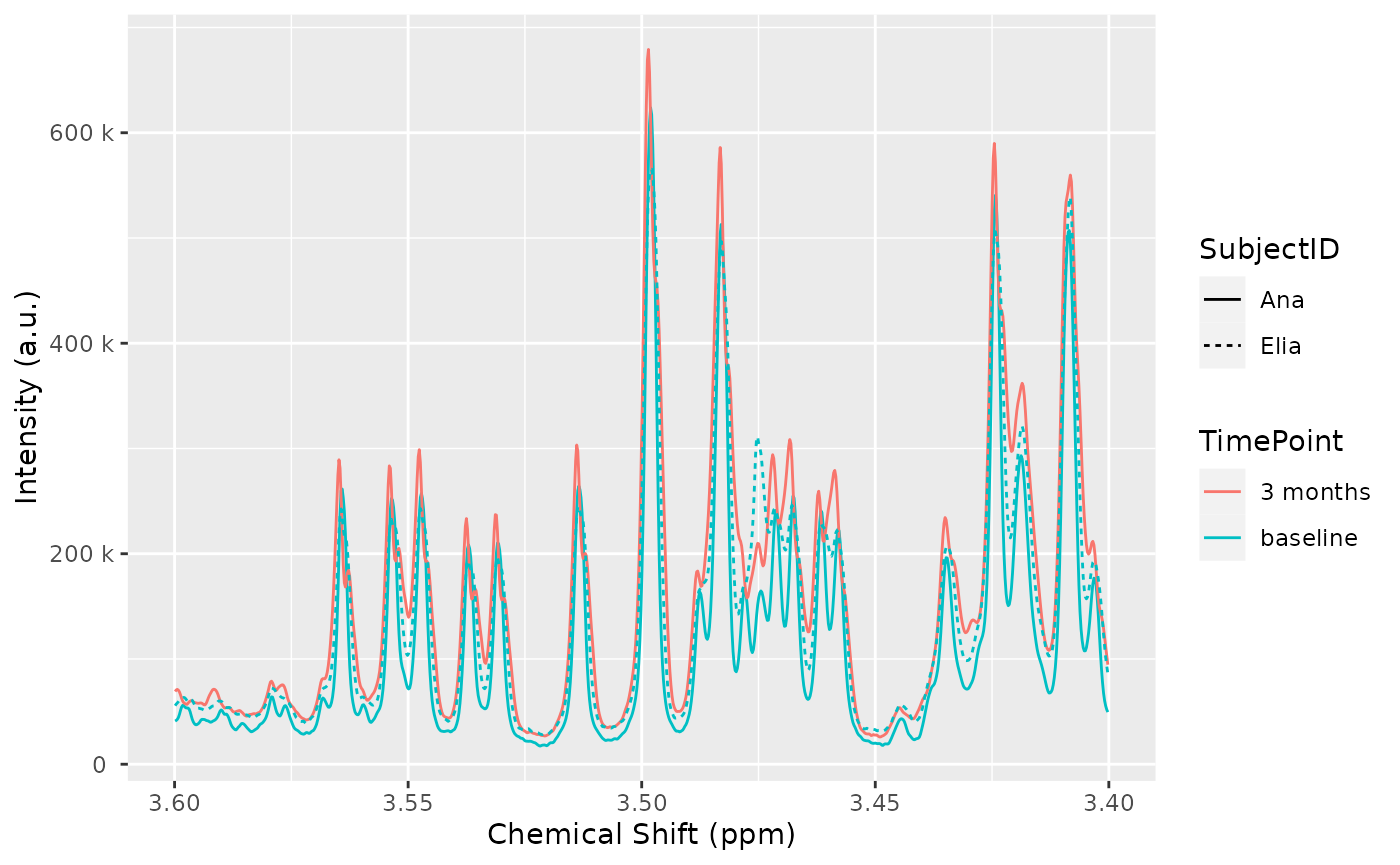 600 k
400 k
200 k
0
3.60 3.55 3.50 3.45 3.40
Chemical Shift (ppm)
Intensity (a.u.)
SubjectID
Ana
Elia
TimePoint
3 months
baseline